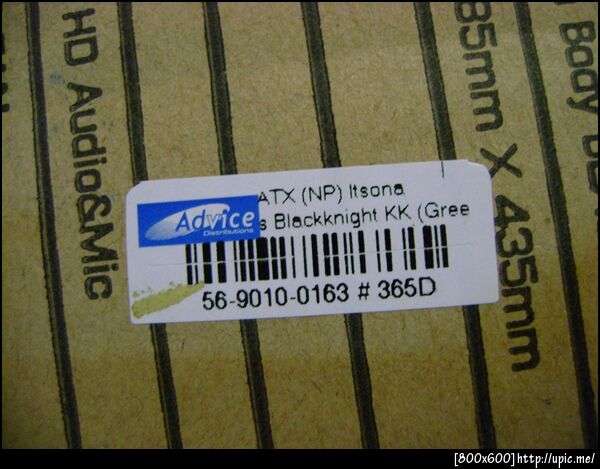 ATX (NP) Itsona
s Blackknight KK (Gree
Advice
Distributions
56-9010-0163 # 365D
HD Audio&Mic
85mm X 435mm
Body
[800x600]http://upic.me/